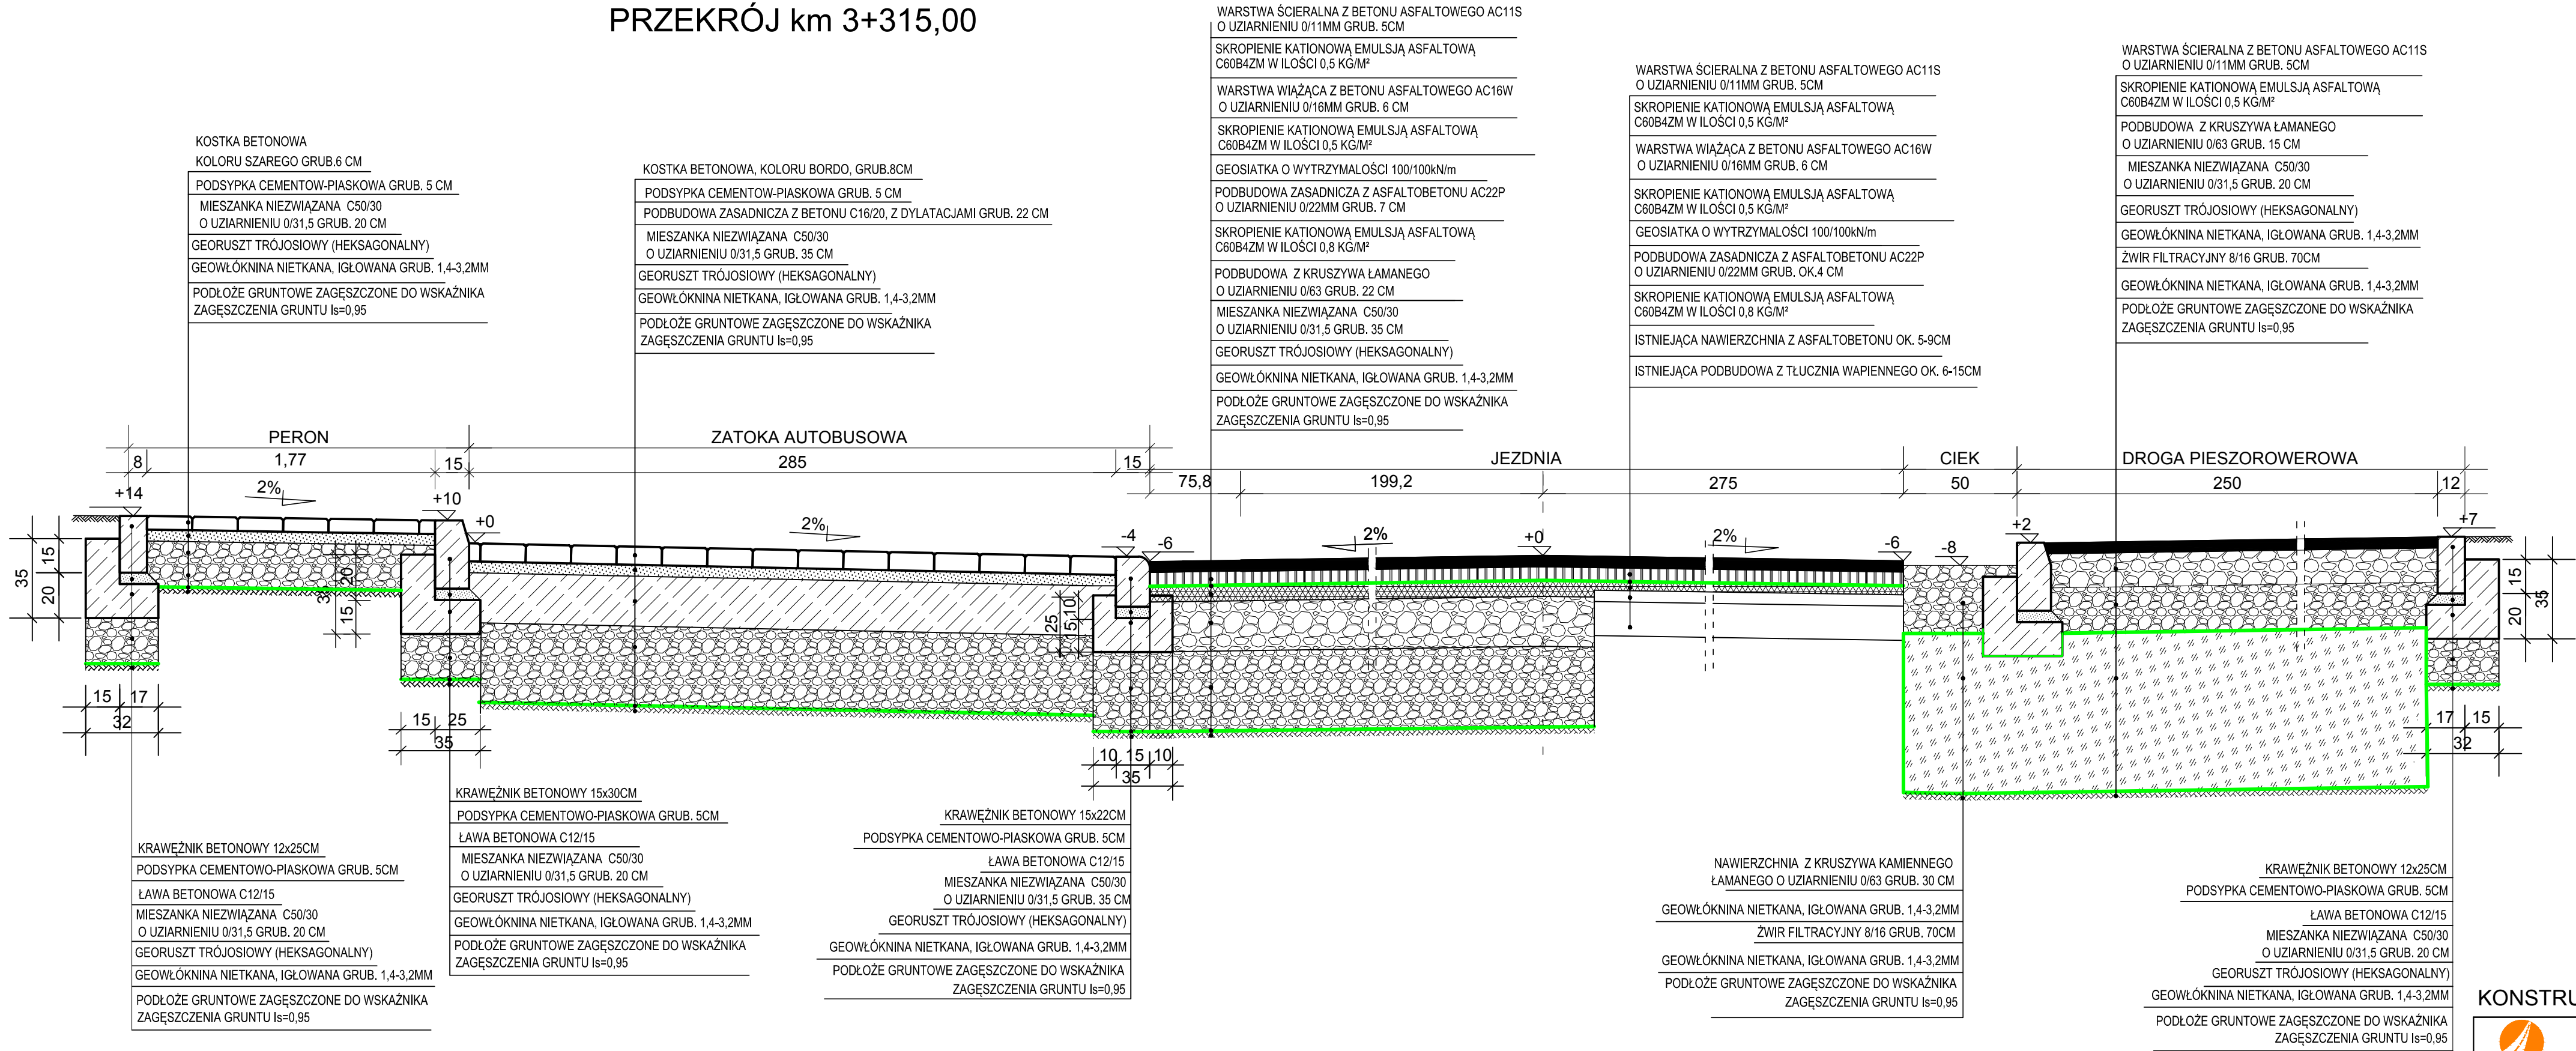 PRZEKRÓJ km 3+315,00
KOSTKA BETONOWA
KOLORU SZAREGO GRUB.6 CM
PODSYPKA CEMENTOW-PIASKOWA GRUB. 5 CM
MIESZANKA NIEZWIĄZANA C50/30
O UZIARNIENIU 0/31,5 GRUB. 20 CM
GEORUSZT TRÓJOSIOWY (HEKSAGONALNY)
GEOWŁÓKNINA NIETKANA, IGŁOWANA GRUB. 1,4-3,2MM
PODŁOŻE GRUNTOWE ZAGĘSZCZONE DO WSKAŹNIKA
ZAGĘSZCZENIA GRUNTU Is=0,95
KOSTKA BETONOWA, KOLORU BORDO, GRUB.8CM
PODSYPKA CEMENTOW-PIASKOWA GRUB. 5 CM
PODBUDOWA ZASADNICZA Z BETONU C16/20, Z DYLATACJAMI GRUB. 22 CM
MIESZANKA NIEZWIĄZANA C50/30
O UZIARNIENIU 0/31,5 GRUB. 35 CM
GEORUSZT TRÓJOSIOWY (HEKSAGONALNY)
GEOWŁÓKNINA NIETKANA, IGŁOWANA GRUB. 1,4-3,2MM
PODŁOŻE GRUNTOWE ZAGĘSZCZONE DO WSKAŹNIKA
ZAGĘSZCZENIA GRUNTU Is=0,95
WARSTWA ŚCIERALNA Z BETONU ASFALTOWEGO AC11S
O UZIARNIENIU 0/11MM GRUB. 5CM
SKROPIENIE KATIONOWĄ EMULSJĄ ASFALTOWĄ
C60B4ZM W ILOŚCI 0,5 KG/M²
WARSTWA WIĄŻĄCA Z BETONU ASFALTOWEGO AC16W
O UZIARNIENIU 0/16MM GRUB. 6 CM
SKROPIENIE KATIONOWĄ EMULSJĄ ASFALTOWĄ
C60B4ZM W ILOŚCI 0,5 KG/M²
GEOSIATKA O WYTRZYMAŁOŚCI 100/100kN/m
PODBUDOWA ZASADNICZA Z ASFALTOBETONU AC22P
O UZIARNIENIU 0/22MM GRUB. 7 CM
SKROPIENIE KATIONOWĄ EMULSJĄ ASFALTOWĄ
C60B4ZM W ILOŚCI 0,8 KG/M²
PODBUDOWA Z KRUSZYWA ŁAMANEGO
O UZIARNIENIU 0/63 GRUB. 22 CM
MIESZANKA NIEZWIĄZANA C50/30
O UZIARNIENIU 0/31,5 GRUB. 35 CM
GEORUSZT TRÓJOSIOWY (HEKSAGONALNY)
GEOWŁÓKNINA NIETKANA, IGŁOWANA GRUB. 1,4-3,2MM
PODŁOŻE GRUNTOWE ZAGĘSZCZONE DO WSKAŹNIKA
ZAGĘSZCZENIA GRUNTU Is=0,95
WARSTWA ŚCIERALNA Z BETONU ASFALTOWEGO AC11S
O UZIARNIENIU 0/11MM GRUB. 5CM
SKROPIENIE KATIONOWĄ EMULSJĄ ASFALTOWĄ
C60B4ZM W ILOŚCI 0,5 KG/M²
WARSTWA WIĄŻĄCA Z BETONU ASFALTOWEGO AC16W
O UZIARNIENIU 0/16MM GRUB. 6 CM
SKROPIENIE KATIONOWĄ EMULSJĄ ASFALTOWĄ
C60B4ZM W ILOŚCI 0,5 KG/M²
GEOSIATKA O WYTRZYMAŁOŚCI 100/100kN/m
PODBUDOWA ZASADNICZA Z ASFALTOBETONU AC22P
O UZIARNIENIU 0/22MM GRUB. OK.4 CM
SKROPIENIE KATIONOWĄ EMULSJĄ ASFALTOWĄ
C60B4ZM W ILOŚCI 0,8 KG/M²
ISTNIEJĄCA NAWIERZCHNIA Z ASFALTOBETONU OK. 5-9CM
ISTNIEJĄCA PODBUDOWA Z TŁUCZNIA WAPIENNEGO OK. 6-15CM
WARSTWA ŚCIERALNA Z BETONU ASFALTOWEGO AC11S
O UZIARNIENIU 0/11MM GRUB. 5CM
SKROPIENIE KATIONOWĄ EMULSJĄ ASFALTOWĄ
C60B4ZM W ILOŚCI 0,5 KG/M²
PODBUDOWA Z KRUSZYWA ŁAMANEGO
O UZIARNIENIU 0/63 GRUB. 15 CM
MIESZANKA NIEZWIĄZANA C50/30
O UZIARNIENIU 0/31,5 GRUB. 20 CM
GEORUSZT TRÓJOSIOWY (HEKSAGONALNY)
GEOWŁÓKNINA NIETKANA, IGŁOWANA GRUB. 1,4-3,2MM
ŻWIR FILTRACYJNY 8/16 GRUB. 70CM
GEOWŁÓKNINA NIETKANA, IGŁOWANA GRUB. 1,4-3,2MM
PODŁOŻE GRUNTOWE ZAGĘSZCZONE DO WSKAŹNIKA
ZAGĘSZCZENIA GRUNTU Is=0,95
PERON ZATOKA AUTOBUSOWA JEZDNIA CIEK DROGA PIESZOROWEROWA
8 1,77 15 285 15
75,8 199,2 275 50 250 12
+14 2% +10 +0 2% -4 -6 2% +0 2% -6 -8 +2 +7
35 15 20
20 15
25 10 15
15 20 35
15 17
32
15 25
35
10 15 10
35
17 15
32
KRAWĘŻNIK BETONOWY 12x25CM
PODSYPKA CEMENTOWO-PIASKOWA GRUB. 5CM
ŁAWA BETONOWA C12/15
MIESZANKA NIEZWIĄZANA C50/30
O UZIARNIENIU 0/31,5 GRUB. 20 CM
GEORUSZT TRÓJOSIOWY (HEKSAGONALNY)
GEOWŁÓKNINA NIETKANA, IGŁOWANA GRUB. 1,4-3,2MM
PODŁOŻE GRUNTOWE ZAGĘSZCZONE DO WSKAŹNIKA
ZAGĘSZCZENIA GRUNTU Is=0,95
KRAWĘŻNIK BETONOWY 15x30CM
PODSYPKA CEMENTOWO-PIASKOWA GRUB. 5CM
ŁAWA BETONOWA C12/15
MIESZANKA NIEZWIĄZANA C50/30
O UZIARNIENIU 0/31,5 GRUB. 20 CM
GEORUSZT TRÓJOSIOWY (HEKSAGONALNY)
GEOWŁÓKNINA NIETKANA, IGŁOWANA GRUB. 1,4-3,2MM
PODŁOŻE GRUNTOWE ZAGĘSZCZONE DO WSKAŹNIKA
ZAGĘSZCZENIA GRUNTU Is=0,95
KRAWĘŻNIK BETONOWY 15x22CM
PODSYPKA CEMENTOWO-PIASKOWA GRUB. 5CM
ŁAWA BETONOWA C12/15
MIESZANKA NIEZWIĄZANA C50/30
O UZIARNIENIU 0/31,5 GRUB. 35 CM
GEORUSZT TRÓJOSIOWY (HEKSAGONALNY)
GEOWŁÓKNINA NIETKANA, IGŁOWANA GRUB. 1,4-3,2MM
PODŁOŻE GRUNTOWE ZAGĘSZCZONE DO WSKAŹNIKA
ZAGĘSZCZENIA GRUNTU Is=0,95
NAWIERZCHNIA Z KRUSZYWA KAMIENNEGO
ŁAMANEGO O UZIARNIENIU 0/63 GRUB. 30 CM
GEOWŁÓKNINA NIETKANA, IGŁOWANA GRUB. 1,4-3,2MM
ŻWIR FILTRACYJNY 8/16 GRUB. 70CM
GEOWŁÓKNINA NIETKANA, IGŁOWANA GRUB. 1,4-3,2MM
PODŁOŻE GRUNTOWE ZAGĘSZCZONE DO WSKAŹNIKA
ZAGĘSZCZENIA GRUNTU Is=0,95
KRAWĘŻNIK BETONOWY 12x25CM
PODSYPKA CEMENTOWO-PIASKOWA GRUB. 5CM
ŁAWA BETONOWA C12/15
MIESZANKA NIEZWIĄZANA C50/30
O UZIARNIENIU 0/31,5 GRUB. 20 CM
GEORUSZT TRÓJOSIOWY (HEKSAGONALNY)
GEOWŁÓKNINA NIETKANA, IGŁOWANA GRUB. 1,4-3,2MM
PODŁOŻE GRUNTOWE ZAGĘSZCZONE DO WSKAŹNIKA
ZAGĘSZCZENIA GRUNTU Is=0,95
KONSTRU